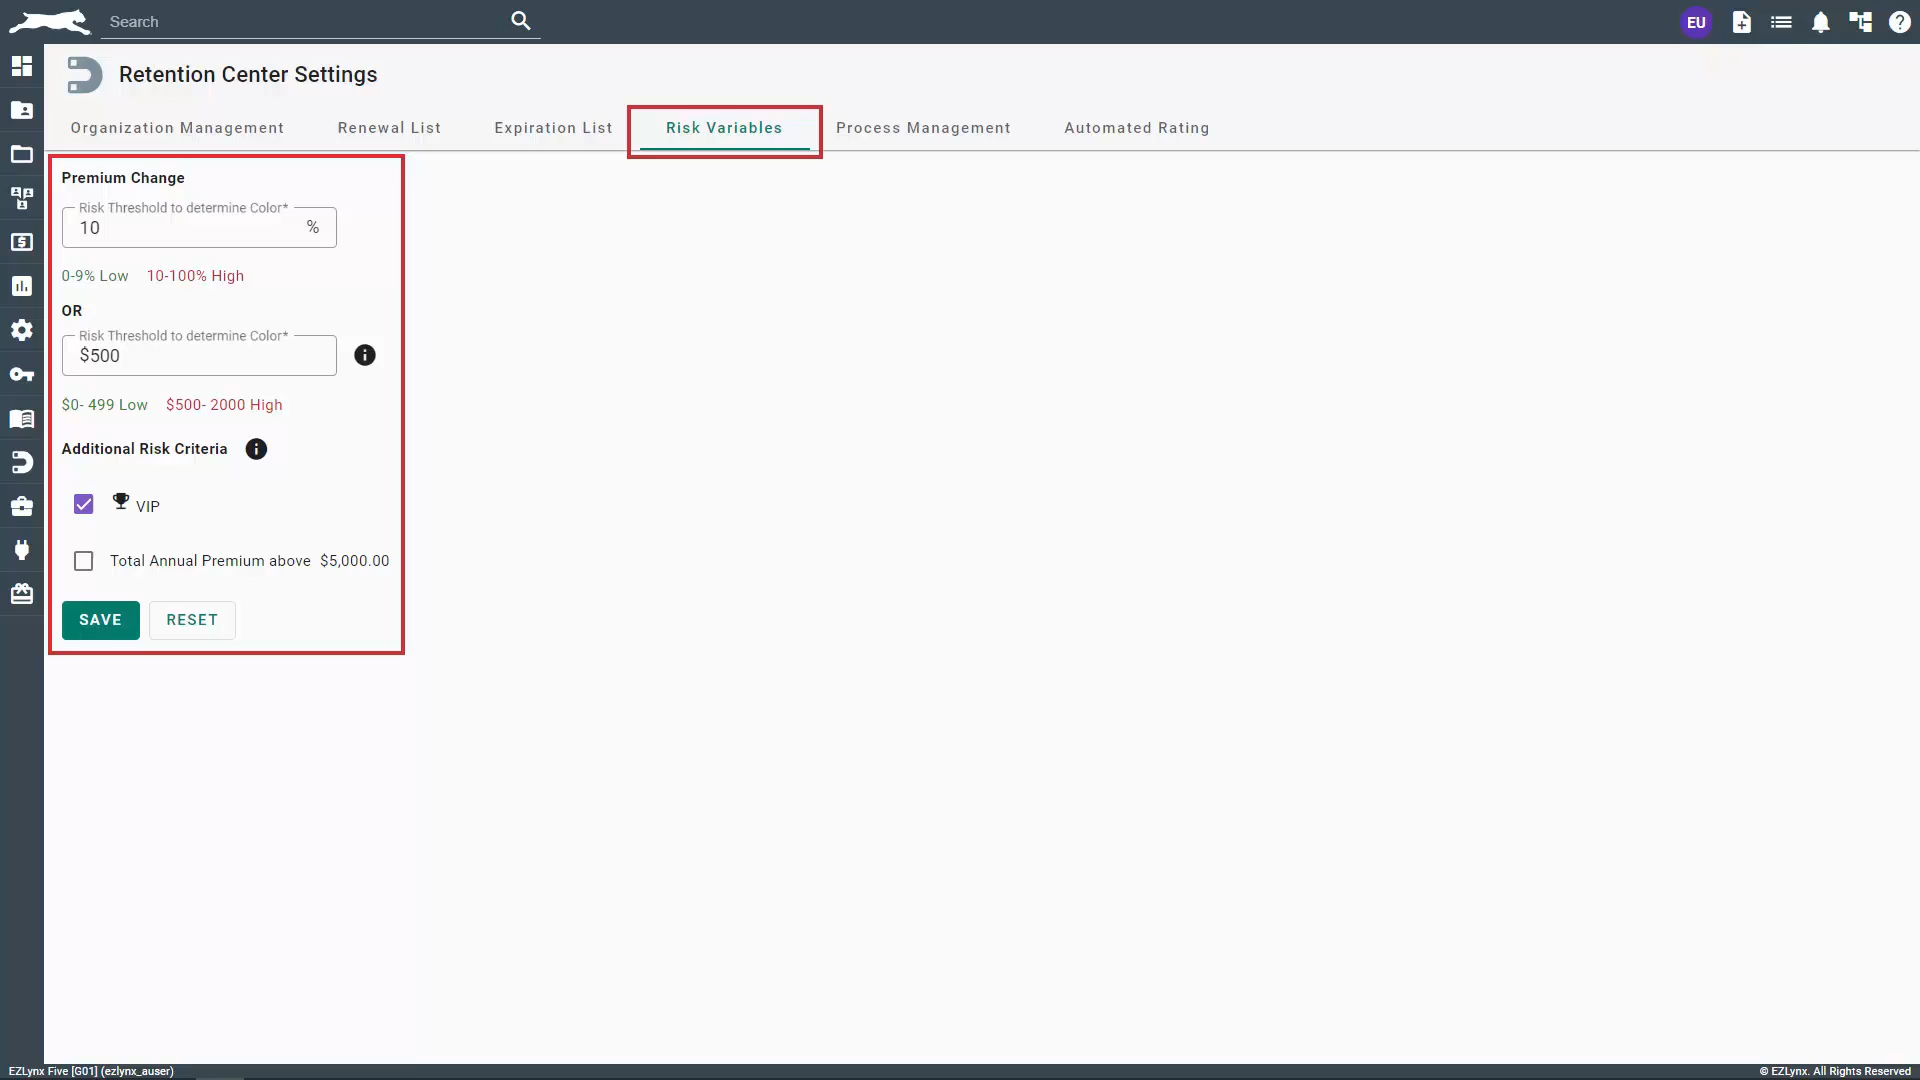 Search
EU
Retention Center Settings
Organization Management Renewal List Expiration List Risk Variables Process Management Automated Rating
Premium Change
Risk Threshold to determine Color*
10 %
0-9% Low 10-100% High
OR
Risk Threshold to determine Color*
$500
$0- 499 Low $500- 2000 High
Additional Risk Criteria
VIP
Total Annual Premium above $5,000.00
SAVE RESET
EZLynx Five [G01] (ezlynx_auser) © EZLynx. All Rights Reserved